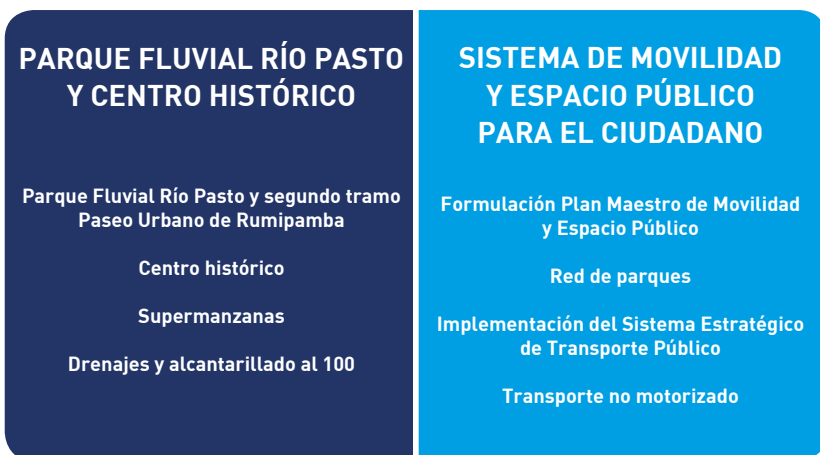 PARQUE FLUVIAL RÍO PASTO
Y CENTRO HISTÓRICO
Parque Fluvial Río Pasto y segundo tramo
Paseo Urbano de Rumipamba
Centro histórico
Supermanzanas
Drenajes y alcantarillado al 100
SISTEMA DE MOVILIDAD
Y ESPACIO PÚBLICO
PARA EL CIUDADANO
Formulación Plan Maestro de Movilidad
y Espacio Público
Red de parques
Implementación del Sistema Estratégico
de Transporte Público
Transporte no motorizado